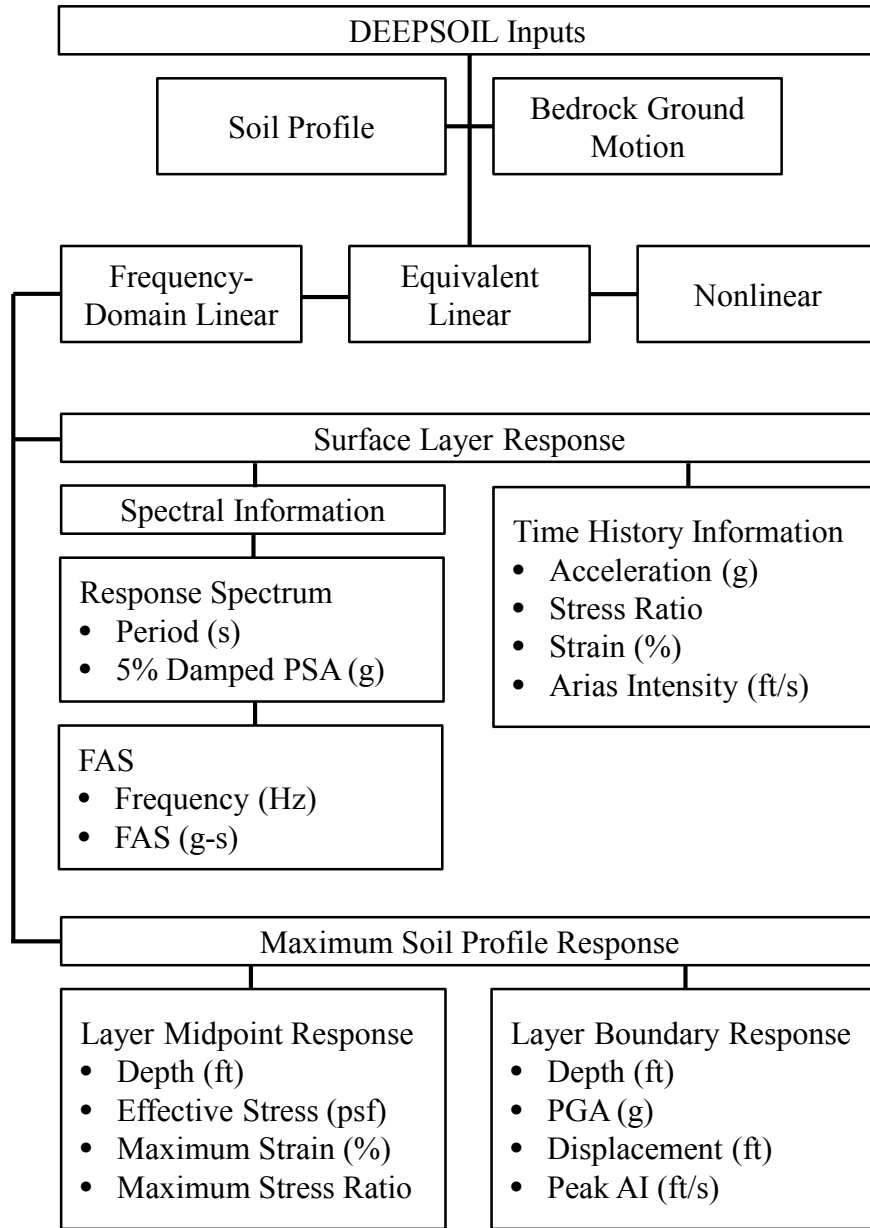 DEEPSOIL Inputs
Soil Profile
Bedrock Ground
Motion
Frequency-
Domain Linear
Equivalent
Linear
Nonlinear
Surface Layer Response
Spectral Information
Response Spectrum
• Period (s)
• 5% Damped PSA (g)
FAS
• Frequency (Hz)
• FAS (g-s)
Time History Information
• Acceleration (g)
• Stress Ratio
• Strain (%)
• Arias Intensity (ft/s)
Maximum Soil Profile Response
Layer Midpoint Response
• Depth (ft)
• Effective Stress (psf)
• Maximum Strain (%)
• Maximum Stress Ratio
Layer Boundary Response
• Depth (ft)
• PGA (g)
• Displacement (ft)
• Peak AI (ft/s)